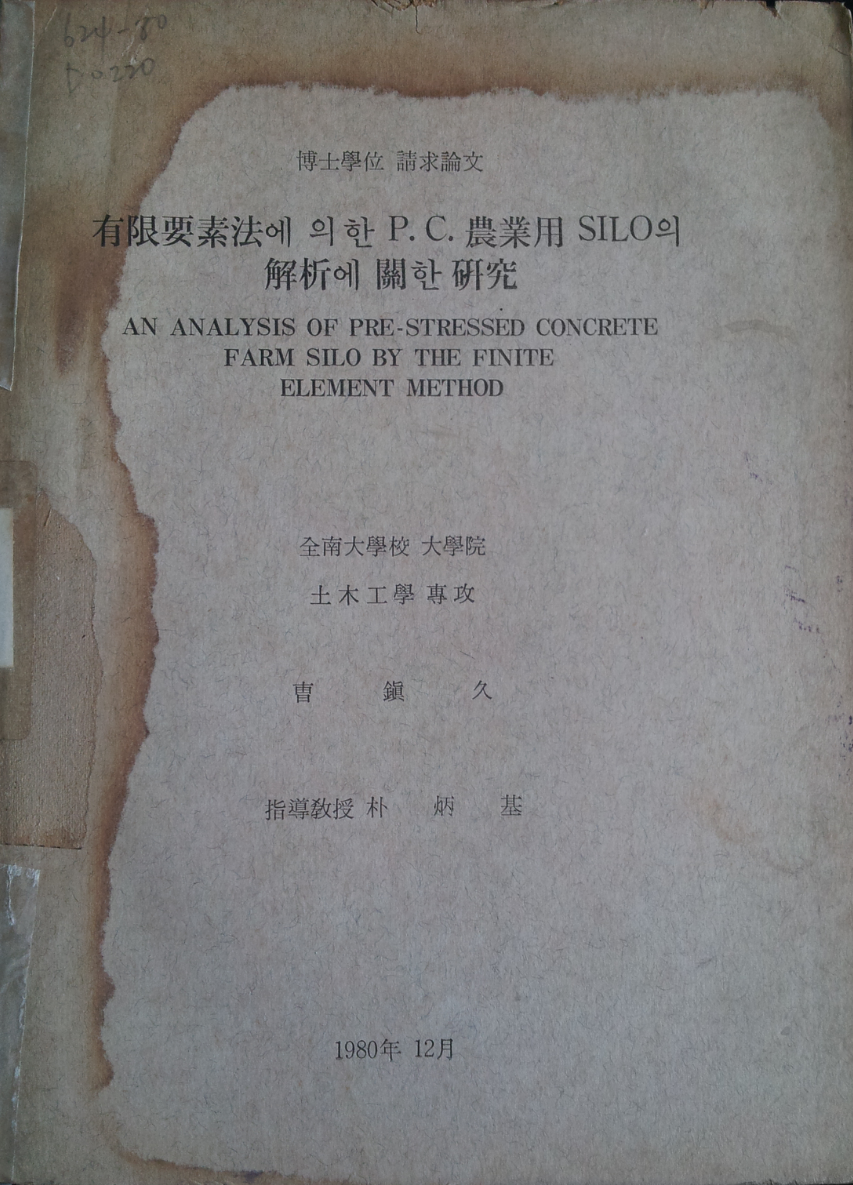 624-80
博士學位 請求論文
有限要素法에 의한 P. C. 農業用 SILO의
解析에 關한 硏究
AN ANALYSIS OF PRE-STRESSED CONCRETE
FARM SILO BY THE FINITE
ELEMENT METHOD
全南大學校 大學院
土木工學 專攻
曺 鎭 久
指導敎授 朴 炳 基
1980年 12月